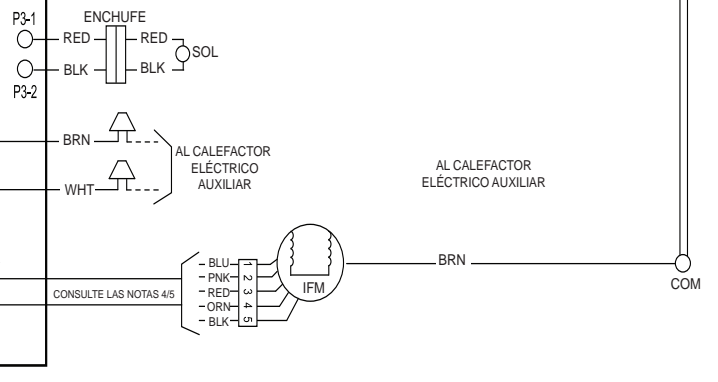 P3-1
ENCHUFE
RED
RED
SOL
BLK
BLK
P3-2
BRN
WHT
AL CALEFACTOR
ELÉCTRICO
AUXILIAR
AL CALEFACTOR
ELÉCTRICO AUXILIAR
CONSULTE LAS NOTAS 4/5
BLU 1
PNK 2
RED 3
ORN 4
BLK 5
IFM
BRN
COM